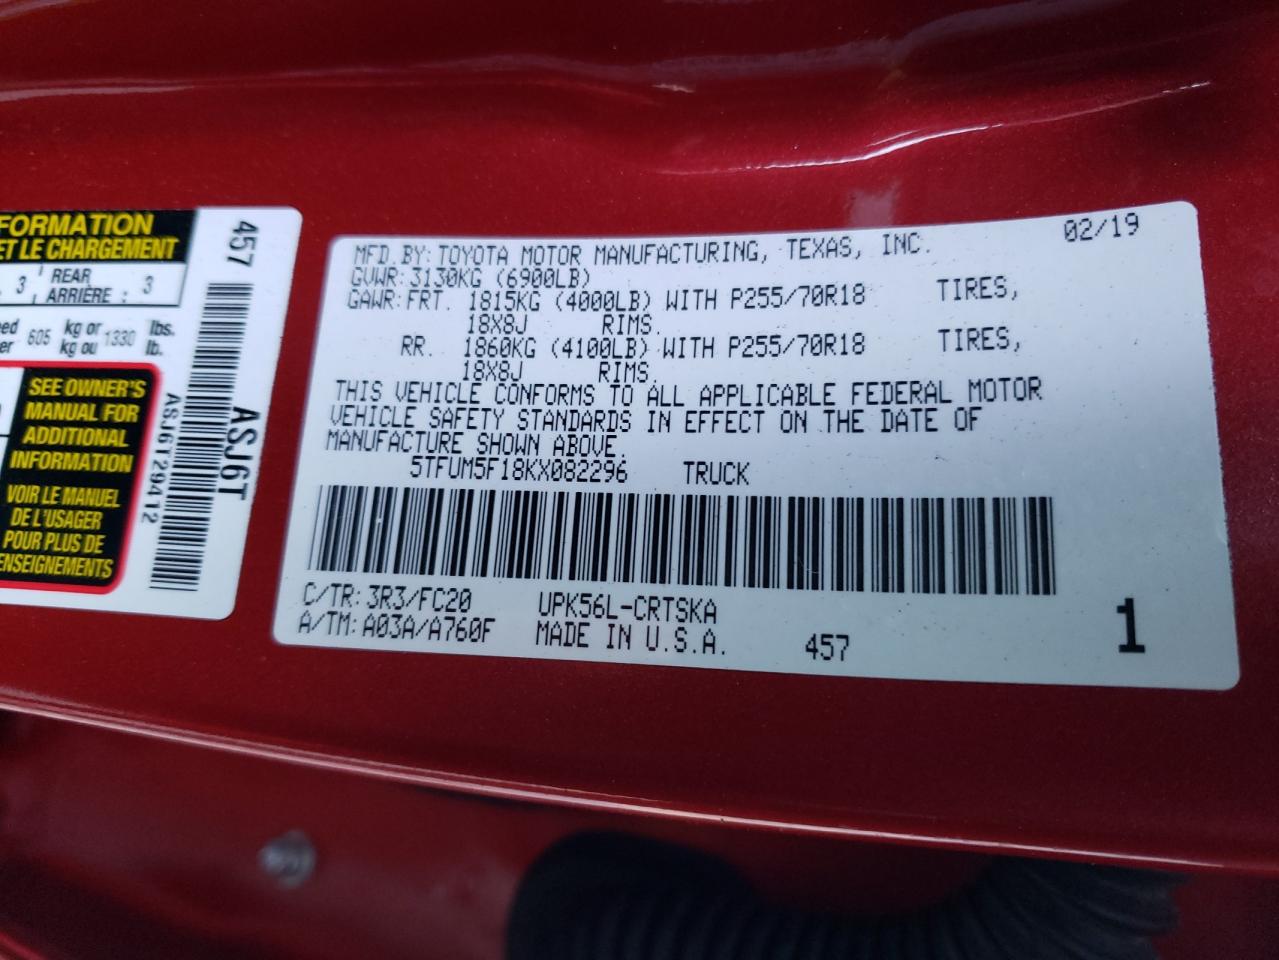 FORMATION
ET LE CHARGEMENT
3 REAR
ARRIÈRE : 3
605 kg or 1330 lbs.
kg ou lb.
SEE OWNER'S
MANUAL FOR
ADDITIONAL
INFORMATION
VOIR LE MANUEL
DE L'USAGER
POUR PLUS DE
ENSEIGNEMENTS
457
ASJ6T
ASJ6T29412
MFD. BY: TOYOTA MOTOR MANUFACTURING, TEXAS, INC. 02/19
GVWR: 3130KG (6900LB)
GAWR: FRT. 1815KG (4000LB) WITH P255/70R18 TIRES,
18X8J RIMS.
RR. 1860KG (4100LB) WITH P255/70R18 TIRES,
18X8J RIMS.
THIS VEHICLE CONFORMS TO ALL APPLICABLE FEDERAL MOTOR
VEHICLE SAFETY STANDARDS IN EFFECT ON THE DATE OF
MANUFACTURE SHOWN ABOVE.
5TFUM5F18KX082296 TRUCK
C/TR: 3R3/FC20 UPK56L-CRTSKA
A/TM: A03A/A760F MADE IN U.S.A. 457 1